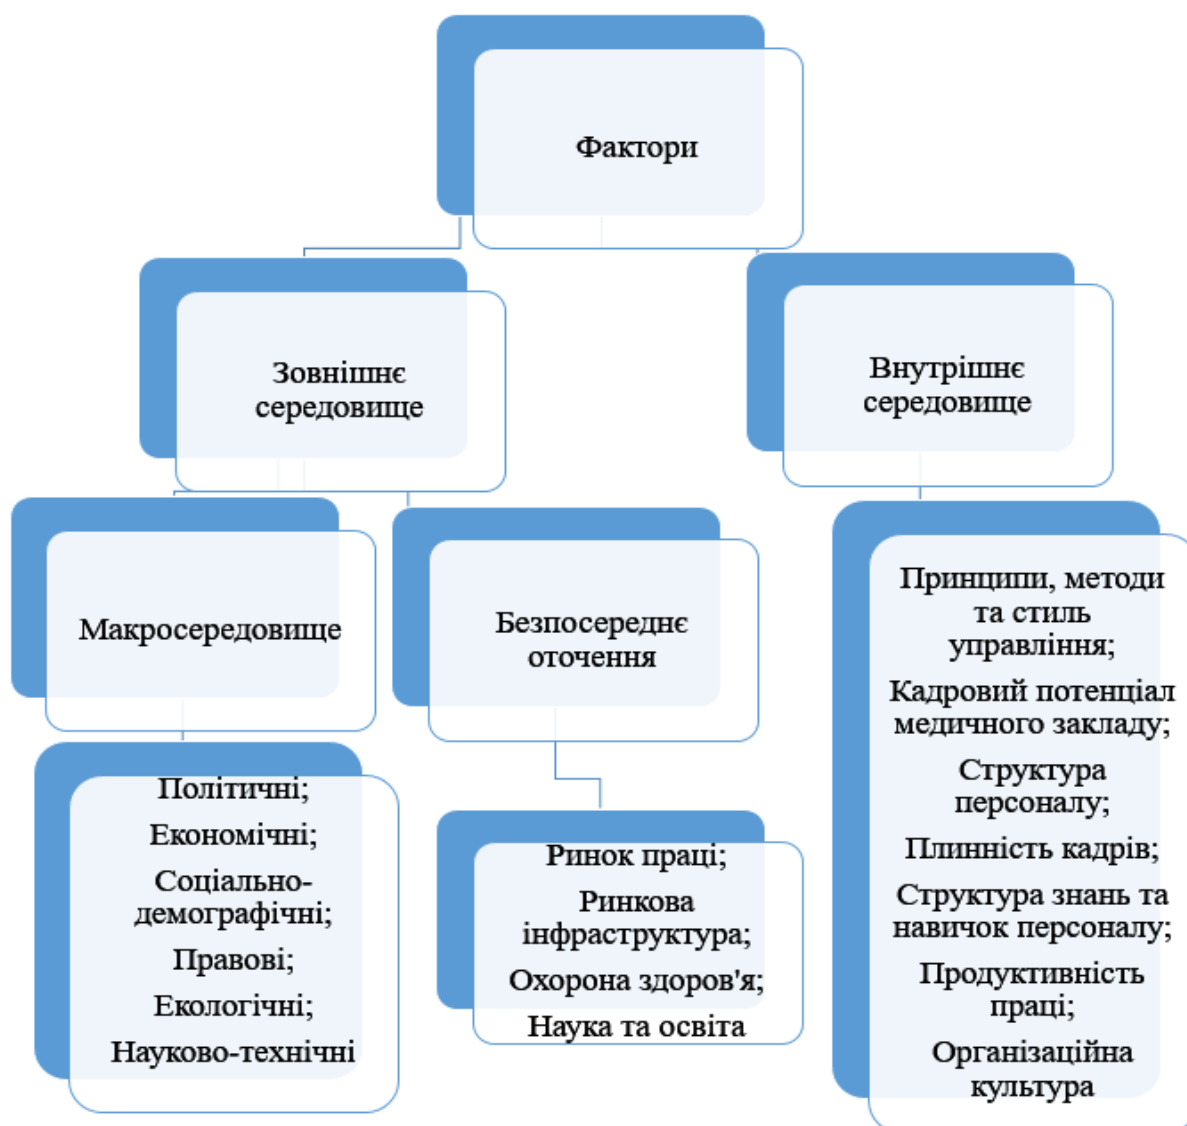 Фактори
Зовнішнє
середовище
Внутрішнє
середовище
Макросередовище
Безпосереднє
оточення
Політичні;
Економічні;
Соціально-
демографічні;
Правові;
Екологічні;
Науково-технічні
Ринок праці;
Ринкова
інфраструктура;
Охорона здоров'я;
Наука та освіта
Принципи, методи
та стиль
управління;
Кадровий потенціал
медичного закладу;
Структура
персоналу;
Плинність кадрів;
Структура знань та
навичок персоналу;
Продуктивність
праці;
Організаційна
культура